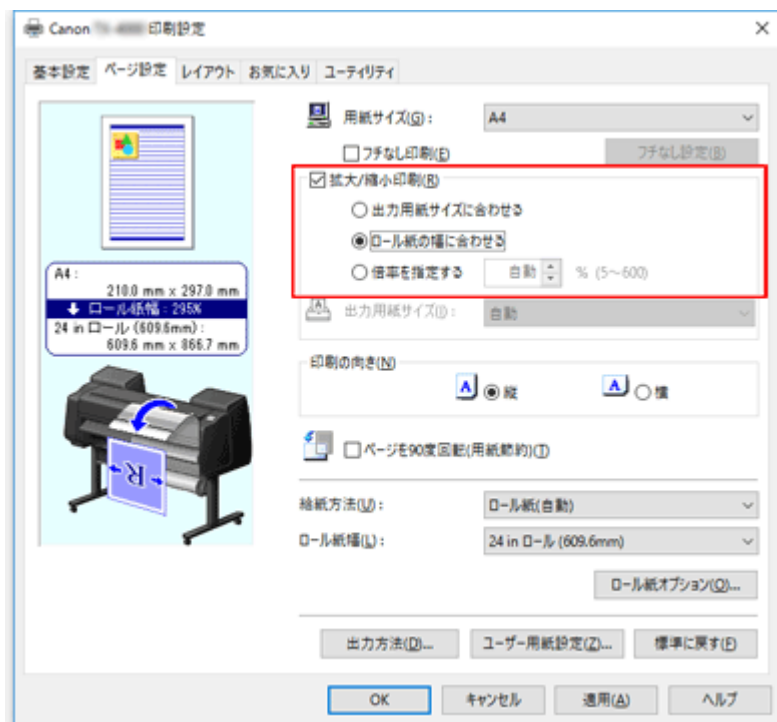 Canon 印刷設定
基本設定 ページ設定 レイアウト お気に入り ユーティリティ
用紙サイズ(G): A4
フチなし印刷(E) フチなし設定(B)
拡大/縮小印刷(R)
出力用紙サイズに合わせる
ロール紙の幅に合わせる
倍率を指定する 自動 % (5~600)
出力用紙サイズ(I): 自動
A4:
210.0 mm x 297.0 mm
ロール紙幅: 295%
24 in ロール (609.6mm):
609.6 mm x 866.7 mm
R
印刷の向き(N)
A 縦 A 横
ページを90度回転(用紙節約)(T)
給紙方法(U): ロール紙(自動)
ロール紙幅(L): 24 in ロール (609.6mm)
ロール紙オプション(O)...
出力方法(D)... ユーザー用紙設定(Z)... 標準に戻す(F)
OK キャンセル 適用(A) ヘルプ